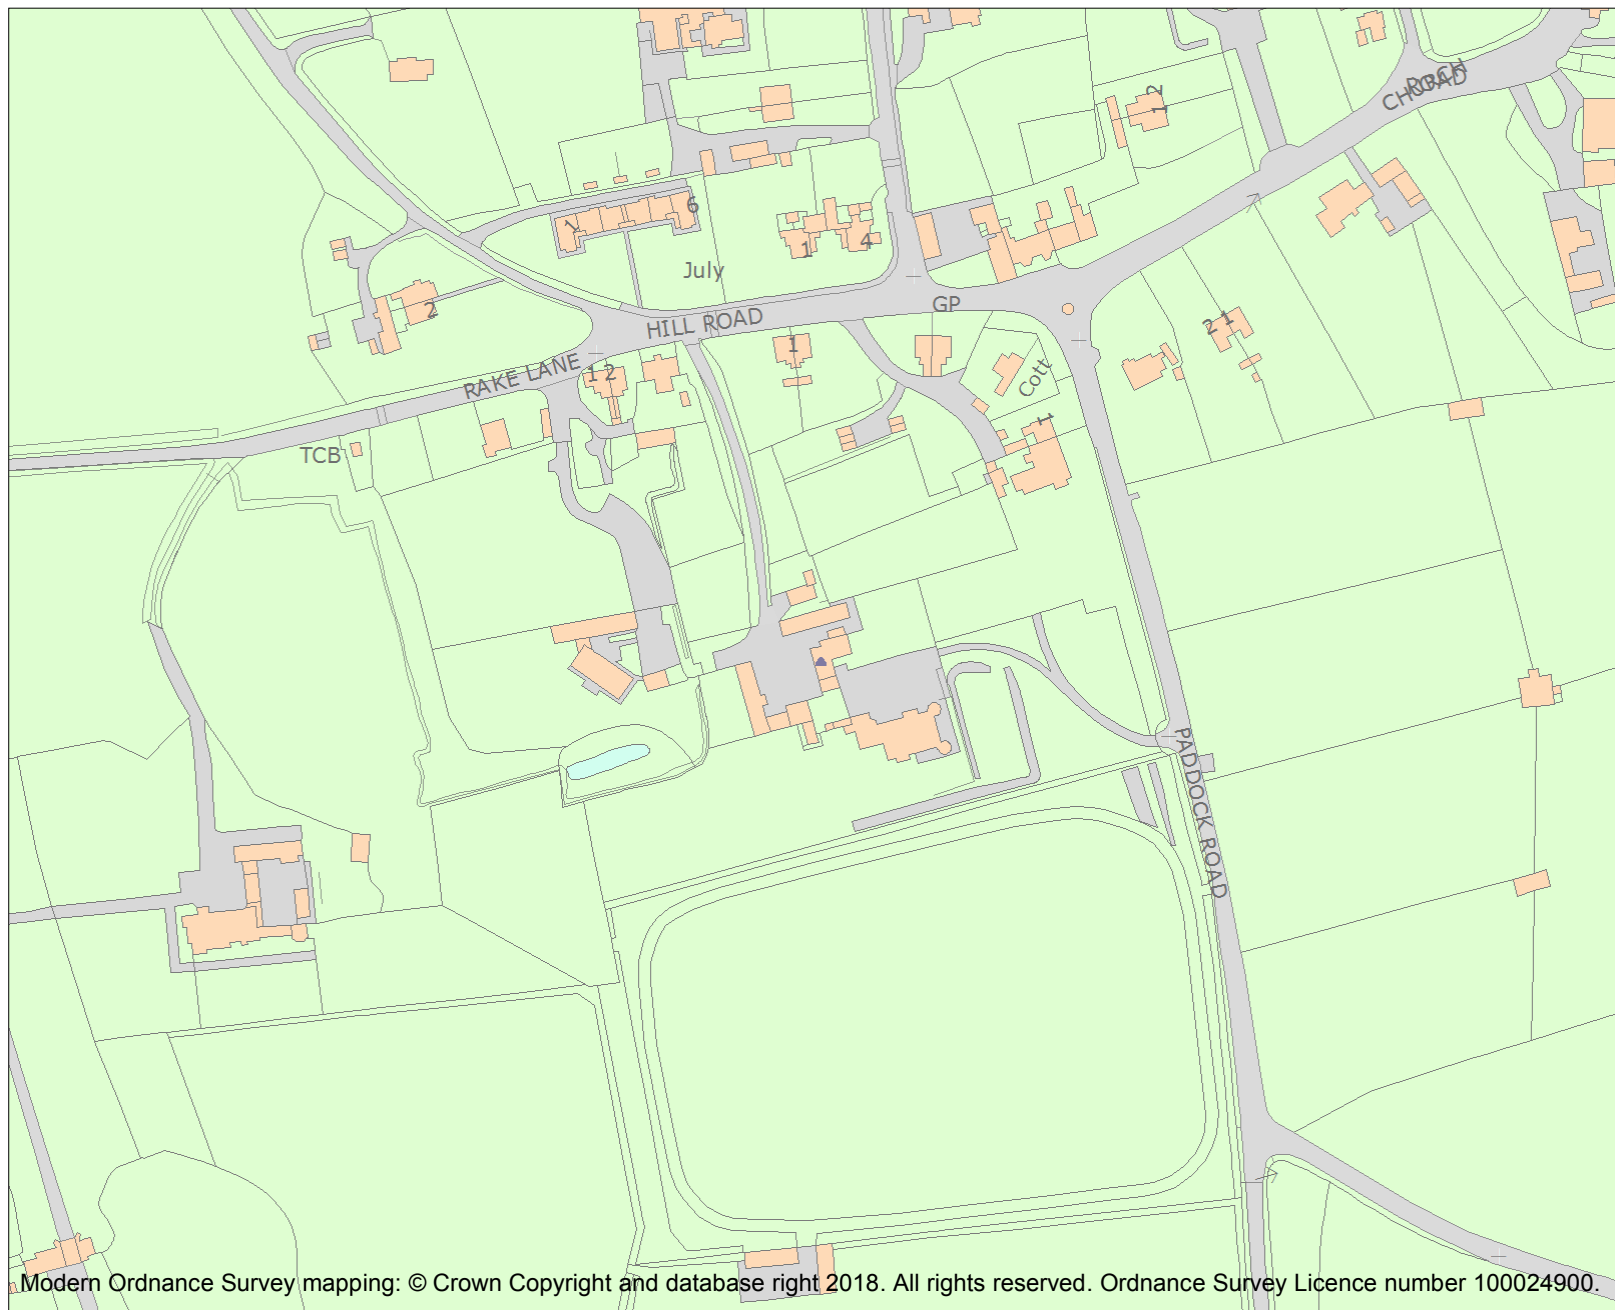 CHURCH ROAD
1 2
6
1
1
4
July
2
GP
HILL ROAD
1
2 1
RAKE LANE
1 2
Cott
1
TCB
PADDOCK ROAD
Modern Ordnance Survey mapping: © Crown Copyright and database right 2018. All rights reserved. Ordnance Survey Licence number 100024900.